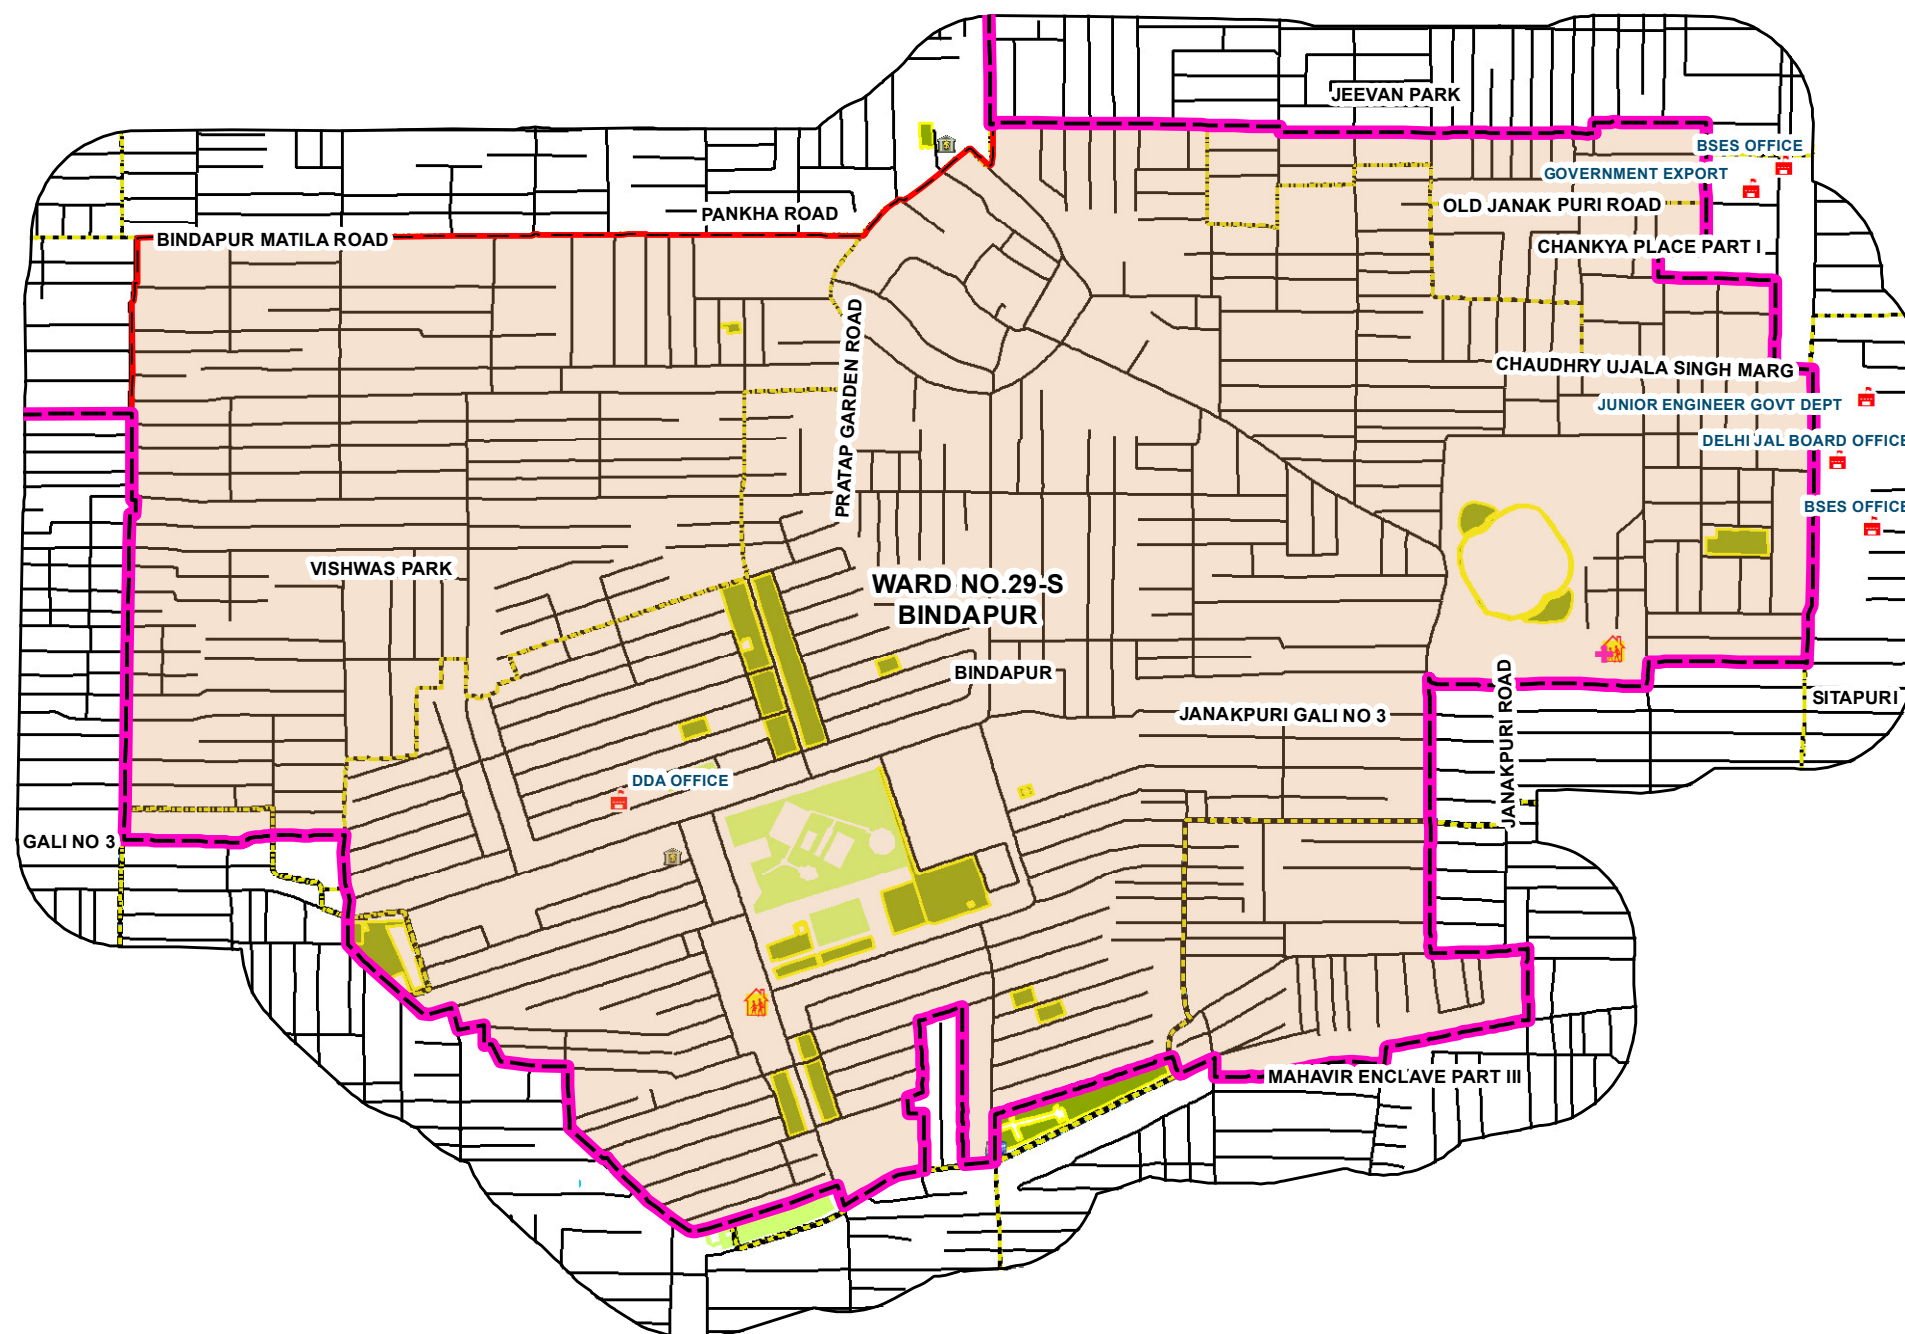 JEEVAN PARK
BSES OFFICE
GOVERNMENT EXPORT
OLD JANAK PURI ROAD
PANKHA ROAD
BINDAPUR MATILA ROAD
CHANKYA PLACE PART I
PRATAP GARDEN ROAD
CHAUDHRY UJALA SINGH MARG
JUNIOR ENGINEER GOVT DEPT
DELHI JAL BOARD OFFICE
BSES OFFICE
VISHWAS PARK
WARD NO.29-S
BINDAPUR
BINDAPUR
JANAKPURI ROAD
SITAPURI
JANAKPURI GALI NO 3
DDA OFFICE
GALI NO 3
MAHAVIR ENCLAVE PART III